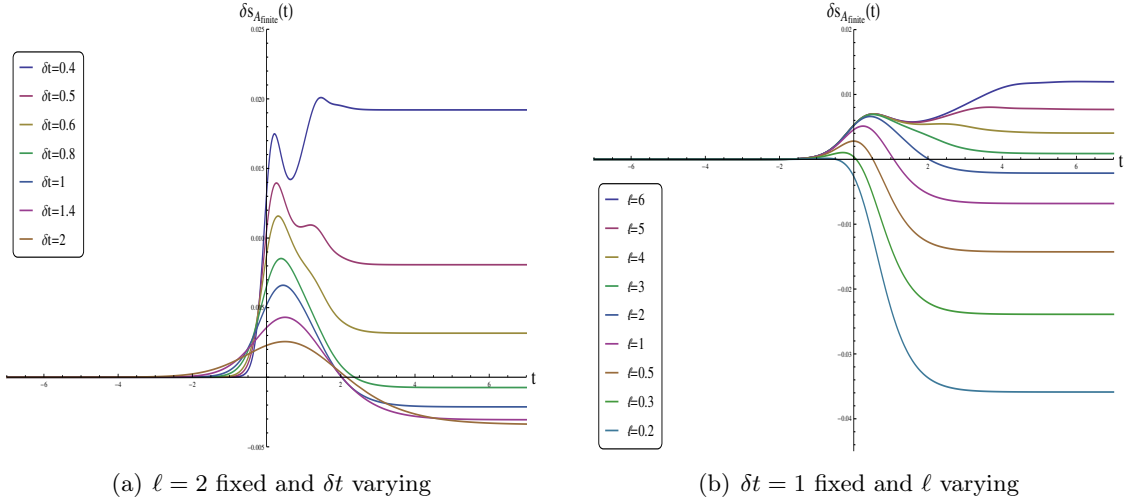 δs_{A_finite}(t)
0.025
0.020
0.015
0.010
0.005
-0.005
-6
-4
-2
2
4
6
t
δt=0.4
δt=0.5
δt=0.6
δt=0.8
δt=1
δt=1.4
δt=2
(a) ℓ = 2 fixed and δt varying
δs_{A_finite}(t)
0.01
-0.01
-0.02
-0.03
-0.04
-6
-4
-2
2
4
6
t
ℓ=6
ℓ=5
ℓ=4
ℓ=3
ℓ=2
ℓ=1
ℓ=0.5
ℓ=0.3
ℓ=0.2
(b) δt = 1 fixed and ℓ varying